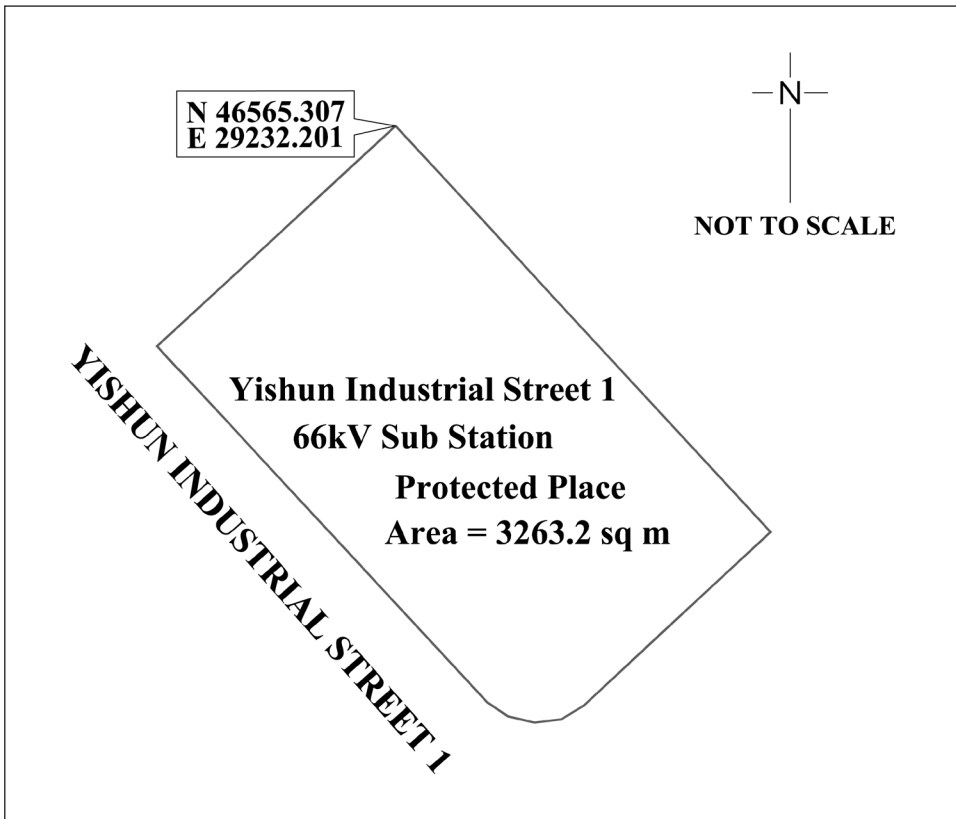 N 46565.307
E 29232.201
N
NOT TO SCALE
Yishun Industrial Street 1
66kV Sub Station
Protected Place
Area = 3263.2 sq m
YISHUN INDUSTRIAL STREET 1